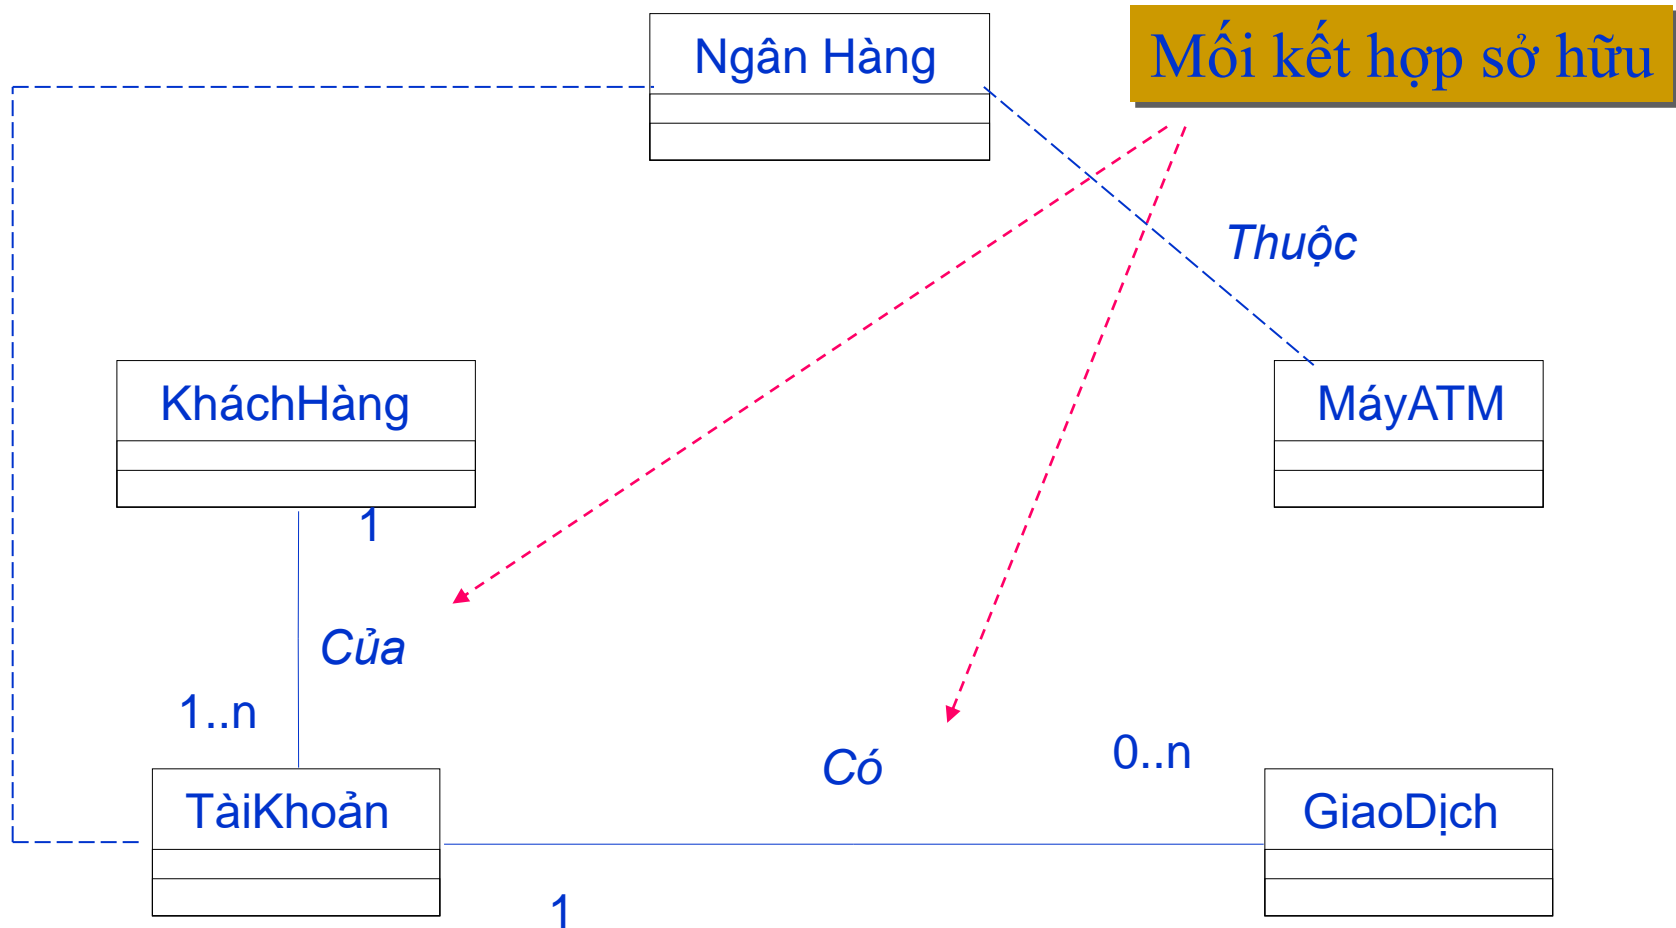 Ngân Hàng
Mối kết hợp sở hữu
Thuộc
KháchHàng
MáyATM
1
Của
1..n
Có
0..n
TàiKhoản
GiaoDịch
1